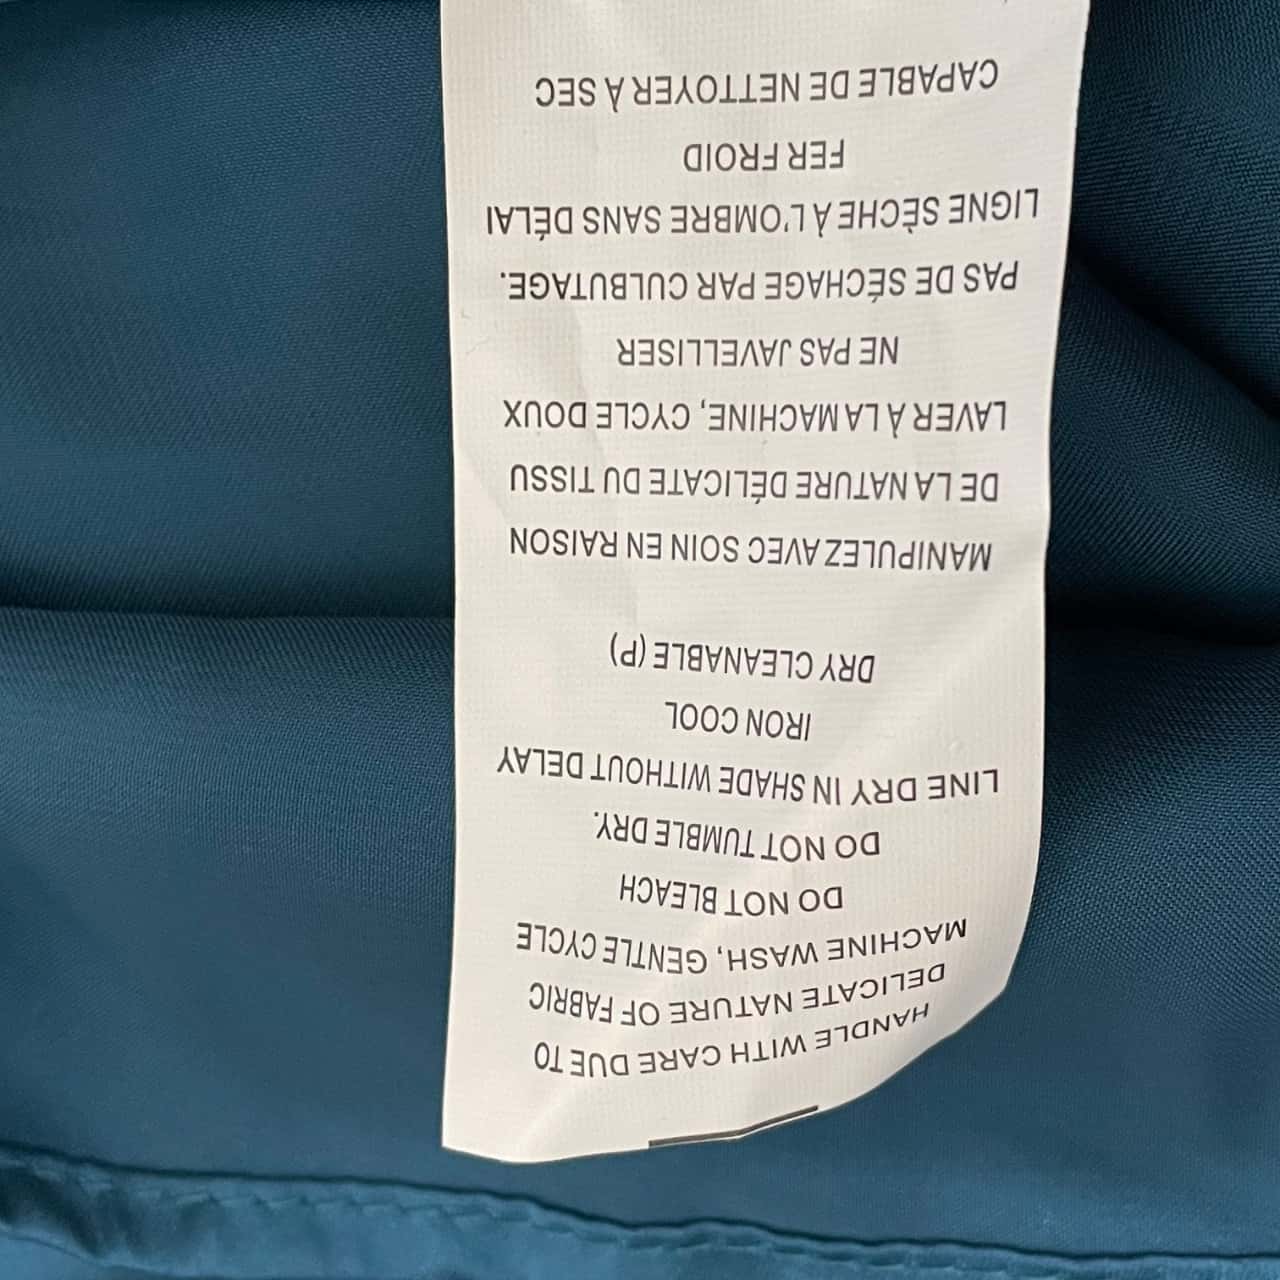 HANDLE WITH CARE DUE TO
DELICATE NATURE OF FABRIC
MACHINE WASH, GENTLE CYCLE
DO NOT BLEACH
DO NOT TUMBLE DRY.
LINE DRY IN SHADE WITHOUT DELAY
IRON COOL
DRY CLEANABLE (P)
MANIPULEZ AVEC SOIN EN RAISON
DE LA NATURE DÉLICATE DU TISSU
LAVER À LA MACHINE, CYCLE DOUX
NE PAS JAVELLISER
PAS DE SÉCHAGE PAR CULBUTAGE.
LIGNE SÈCHE À L'OMBRE SANS DÉLAI
FER FROID
CAPABLE DE NETTOYER À SEC